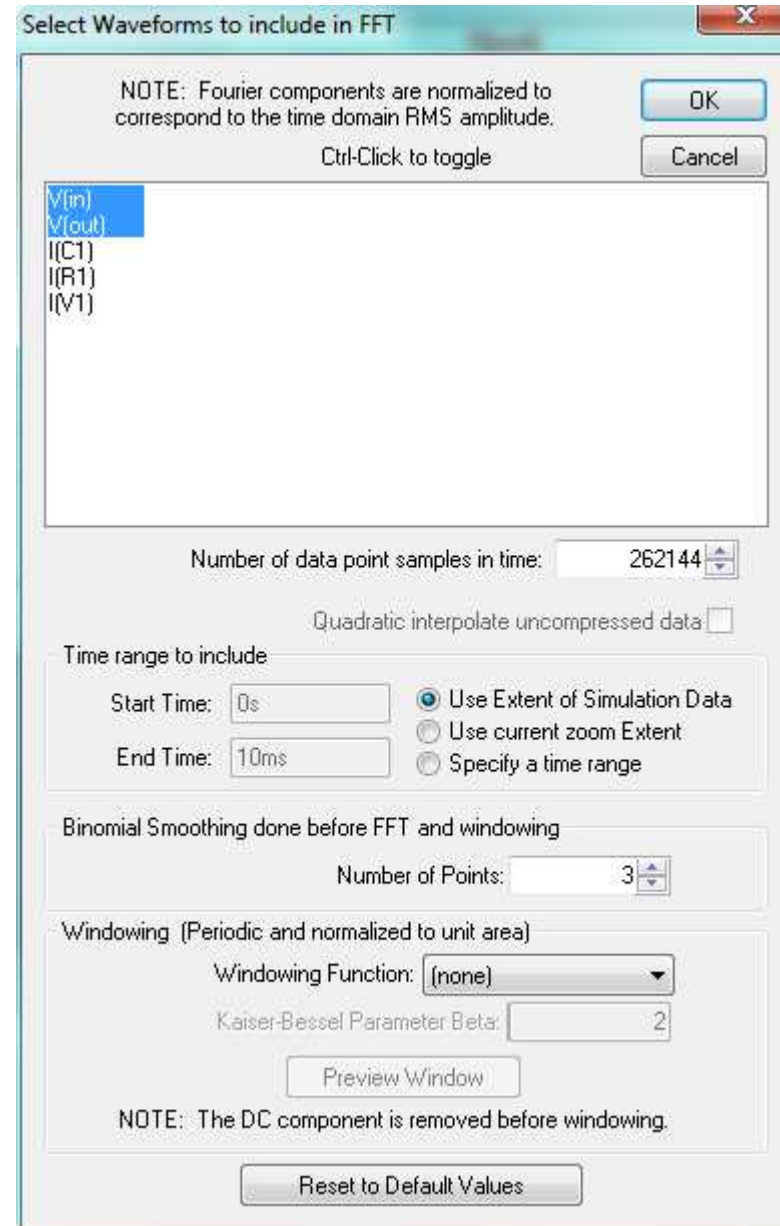 Select Waveforms to include in FFT
NOTE: Fourier components are normalized to
correspond to the time domain RMS amplitude.
OK
Ctrl-Click to toggle
Cancel
V(in)
V(out)
I(C1)
I(R1)
I(V1)
Number of data point samples in time: 262144
Quadratic interpolate uncompressed data
Time range to include
Start Time: 0s
Use Extent of Simulation Data
Use current zoom Extent
End Time: 10ms
Specify a time range
Binomial Smoothing done before FFT and windowing
Number of Points: 3
Windowing (Periodic and normalized to unit area)
Windowing Function: (none)
Kaiser-Bessel Parameter Beta: 2
Preview Window
NOTE: The DC component is removed before windowing.
Reset to Default Values